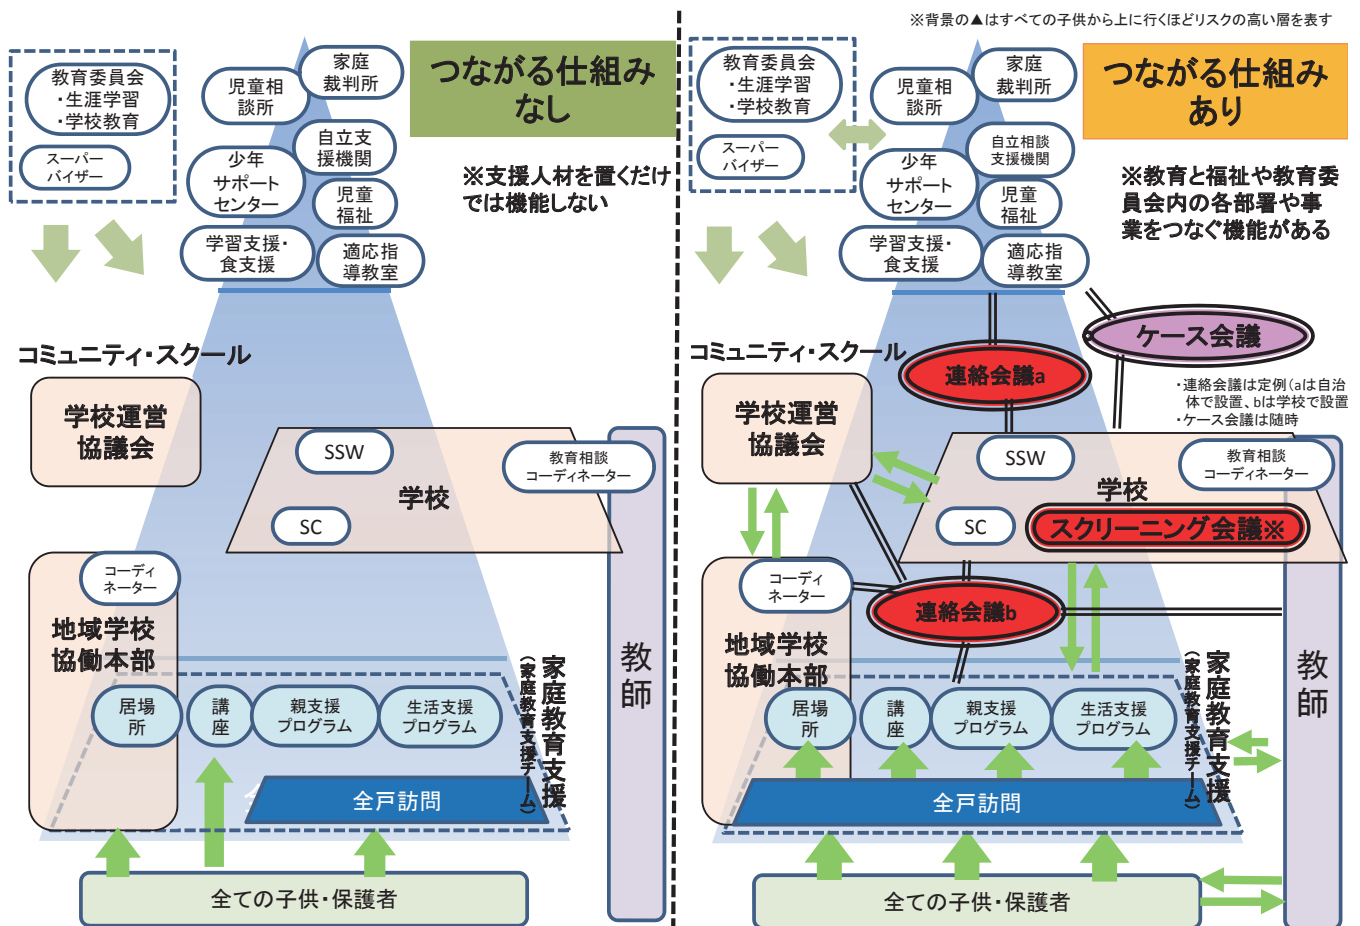 ※背景の▲はすべての子供から上に行くほどリスクの高い層を表す
つながる仕組み
なし
教育委員会
・生涯学習
・学校教育
スーパー
バイザー
児童相
談所
家庭
裁判所
自立支
援機関
少年
サポート
センター
児童
福祉
学習支援・
食支援
適応指
導教室
※支援人材を置くだけ
では機能しない
コミュニティ・スクール
学校運営
協議会
SSW
教育相談
コーディネーター
学校
SC
コーディ
ネーター
地域学校
協働本部
教師
居場
所
講
座
親支援
プログラム
生活支援
プログラム
家庭教育支援
（家庭教育支援チーム）
全戸訪問
全ての子供・保護者
つながる仕組み
あり
教育委員会
・生涯学習
・学校教育
スーパー
バイザー
児童相
談所
家庭
裁判所
自立相談
支援機関
少年
サポート
センター
児童
福祉
学習支援・
食支援
適応指
導教室
※教育と福祉や教育委
員会内の各部署や事
業をつなぐ機能がある
ケース会議
コミュニティ・スクール
連絡会議a
・連絡会議は定例（aは自治
体で設置、bは学校で設置
・ケース会議は随時
学校運営
協議会
SSW
教育相談
コーディネーター
学校
SC
スクリーニング会議※
コーディ
ネーター
連絡会議b
地域学校
協働本部
教師
居場
所
講
座
親支援
プログラム
生活支援
プログラム
家庭教育支援
（家庭教育支援チーム）
全戸訪問
全ての子供・保護者